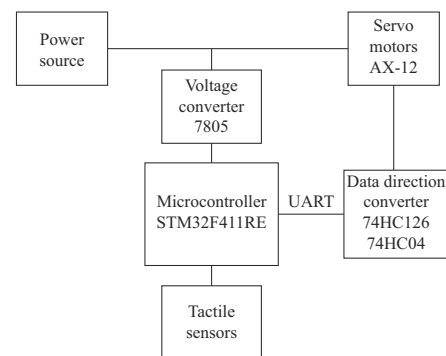 Power
source
Servo
motors
AX-12
Voltage
converter
7805
Microcontroller
STM32F411RE
UART
Data direction
converter
74HC126
74HC04
Tactile
sensors